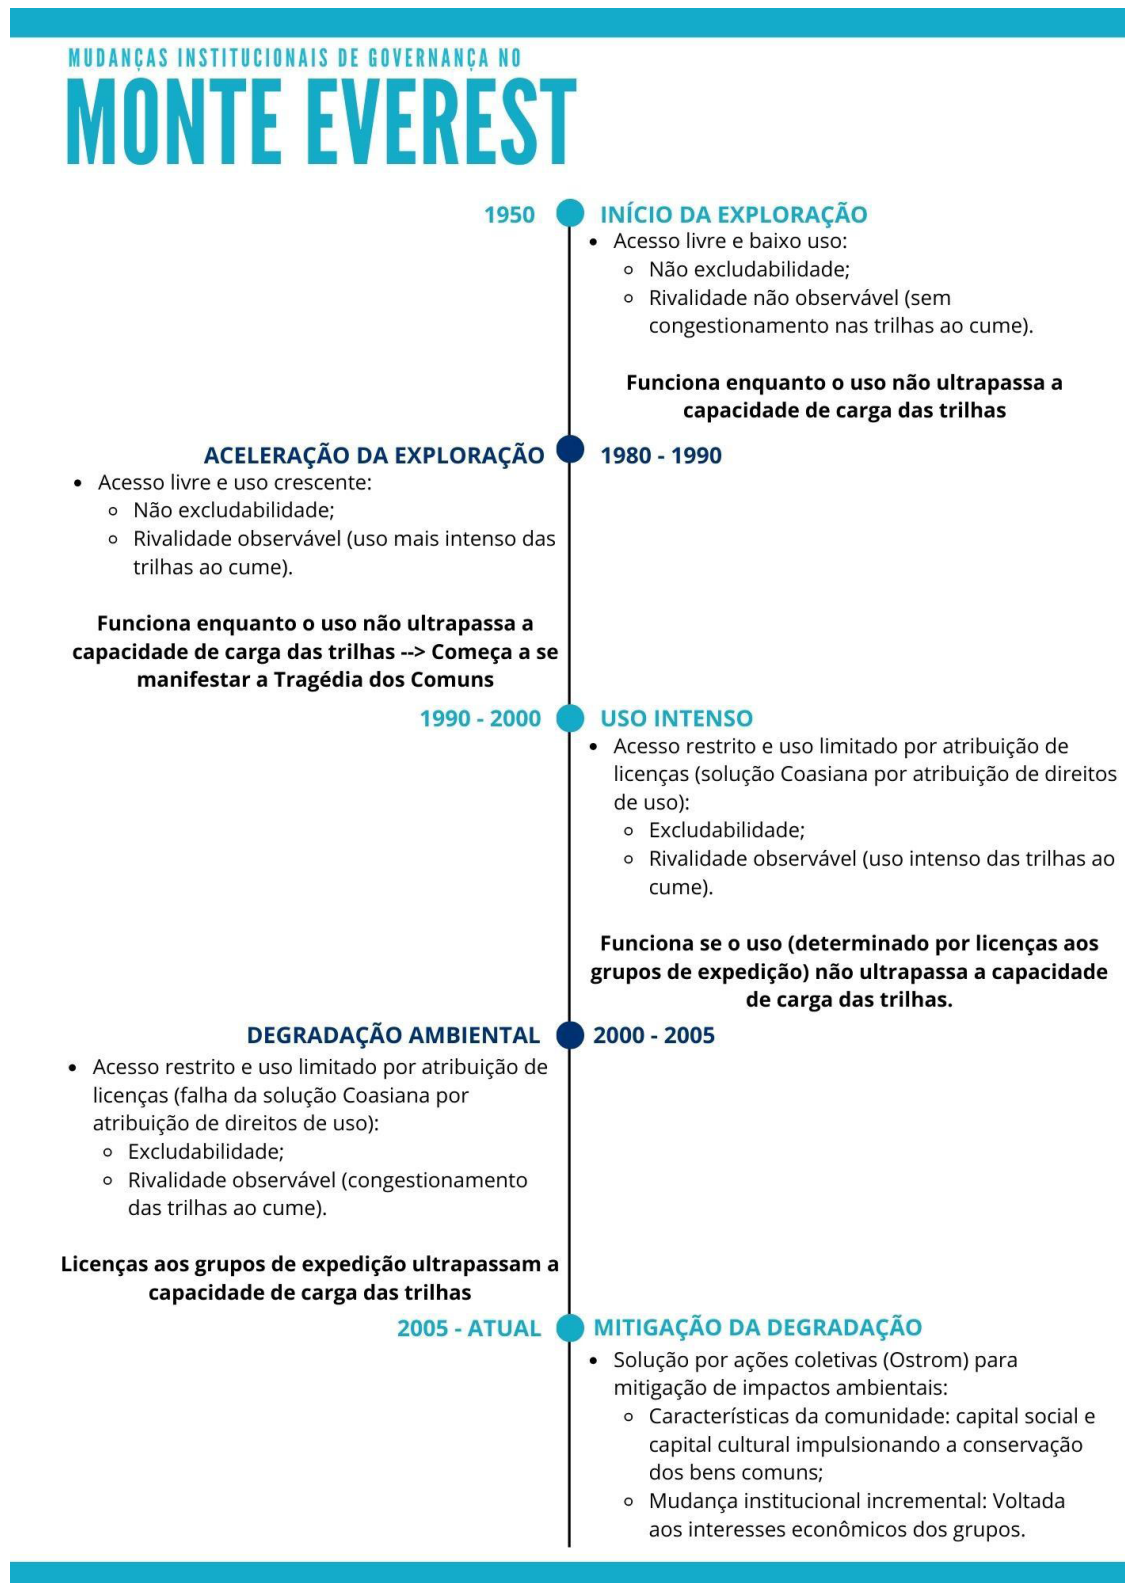 MUDANÇAS INSTITUCIONAIS DE GOVERNANÇA NO
MONTE EVEREST
1950
INÍCIO DA EXPLORAÇÃO
• Acesso livre e baixo uso:
◦ Não excludabilidade;
◦ Rivalidade não observável (sem
congestionamento nas trilhas ao cume).
Funciona enquanto o uso não ultrapassa a
capacidade de carga das trilhas
ACELERAÇÃO DA EXPLORAÇÃO
1980 - 1990
• Acesso livre e uso crescente:
◦ Não excludabilidade;
◦ Rivalidade observável (uso mais intenso das
trilhas ao cume).
Funciona enquanto o uso não ultrapassa a
capacidade de carga das trilhas --> Começa a se
manifestar a Tragédia dos Comuns
1990 - 2000
USO INTENSO
• Acesso restrito e uso limitado por atribuição de
licenças (solução Coasiana por atribuição de direitos
de uso):
◦ Excludabilidade;
◦ Rivalidade observável (uso intenso das trilhas ao
cume).
Funciona se o uso (determinado por licenças aos
grupos de expedição) não ultrapassa a capacidade
de carga das trilhas.
DEGRADAÇÃO AMBIENTAL
2000 - 2005
• Acesso restrito e uso limitado por atribuição de
licenças (falha da solução Coasiana por
atribuição de direitos de uso):
◦ Excludabilidade;
◦ Rivalidade observável (congestionamento
das trilhas ao cume).
Licenças aos grupos de expedição ultrapassam a
capacidade de carga das trilhas
2005 - ATUAL
MITIGAÇÃO DA DEGRADAÇÃO
• Solução por ações coletivas (Ostrom) para
mitigação de impactos ambientais:
◦ Características da comunidade: capital social e
capital cultural impulsionando a conservação
dos bens comuns;
◦ Mudança institucional incremental: Voltada
aos interesses econômicos dos grupos.